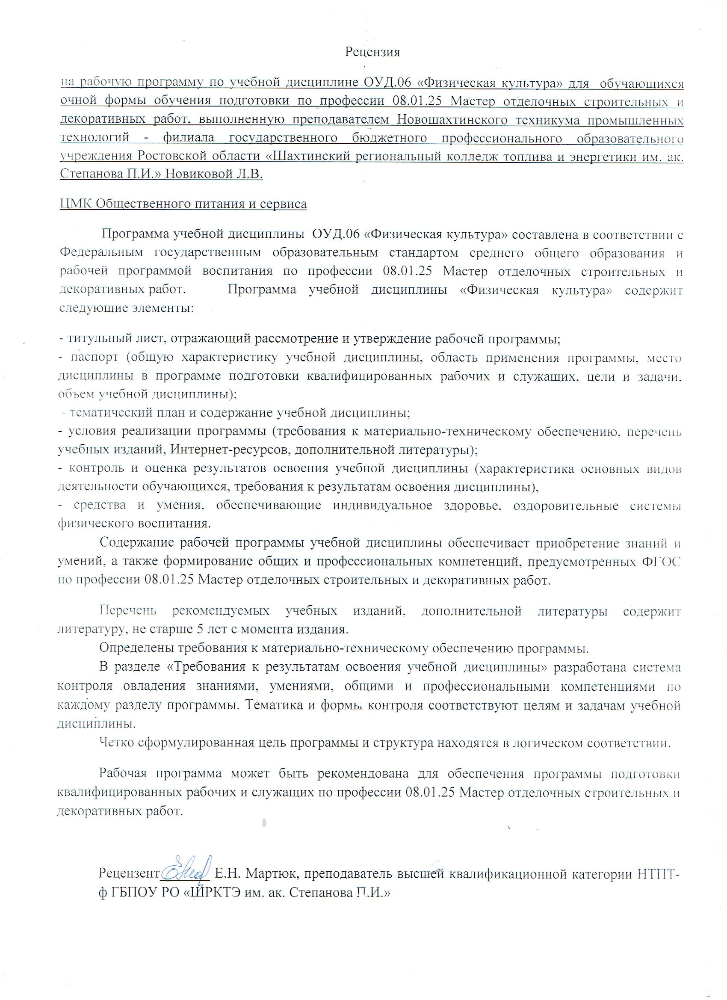 Рецензия
на рабочую программу по учебной дисциплине ОУД.06 «Физическая культура» для обучающихся
очной формы обучения подготовки по профессии 08.01.25 Мастер отделочных строительных и
декоративных работ, выполненную преподавателем Новошахтинского техникума промышленных
технологий - филиала государственного бюджетного профессионального образовательного
учреждения Ростовской области «Шахтинский региональный колледж топлива и энергетики им. ак.
Степанова П.И.» Новиковой Л.В.
ЦМК Общественного питания и сервиса
Программа учебной дисциплины ОУД.06 «Физическая культура» составлена в соответствии с
Федеральным государственным образовательным стандартом среднего общего образования и
рабочей программой воспитания по профессии 08.01.25 Мастер отделочных строительных и
декоративных работ. Программа учебной дисциплины «Физическая культура» содержит
следующие элементы:
- титульный лист, отражающий рассмотрение и утверждение рабочей программы;
- паспорт (общую характеристику учебной дисциплины, область применения программы, место
дисциплины в программе подготовки квалифицированных рабочих и служащих, цели и задачи,
объем учебной дисциплины);
- тематический план и содержание учебной дисциплины;
- условия реализации программы (требования к материально-техническому обеспечению, перечень
учебных изданий, Интернет-ресурсов, дополнительной литературы);
- контроль и оценка результатов освоения учебной дисциплины (характеристика основных видов
деятельности обучающихся, требования к результатам освоения дисциплины),
- средства и умения, обеспечивающие индивидуальное здоровье, оздоровительные системы
физического воспитания.
Содержание рабочей программы учебной дисциплины обеспечивает приобретение знаний и
умений, а также формирование общих и профессиональных компетенций, предусмотренных ФГОС
по профессии 08.01.25 Мастер отделочных строительных и декоративных работ.
Перечень рекомендуемых учебных изданий, дополнительной литературы содержит
литературу, не старше 5 лет с момента издания.
Определены требования к материально-техническому обеспечению программы.
В разделе «Требования к результатам освоения учебной дисциплины» разработана система
контроля овладения знаниями, умениями, общими и профессиональными компетенциями по
каждому разделу программы. Тематика и формы контроля соответствуют целям и задачам учебной
дисциплины.
Четко сформулированная цель программы и структура находятся в логическом соответствии.
Рабочая программа может быть рекомендована для обеспечения программы подготовки
квалифицированных рабочих и служащих по профессии 08.01.25 Мастер отделочных строительных и
декоративных работ.
Рецензент Е.Н. Мартюк, преподаватель высшей квалификационной категории НТПТ-
ф ГБПОУ РО «ШРКТЭ им. ак. Степанова П.И.»